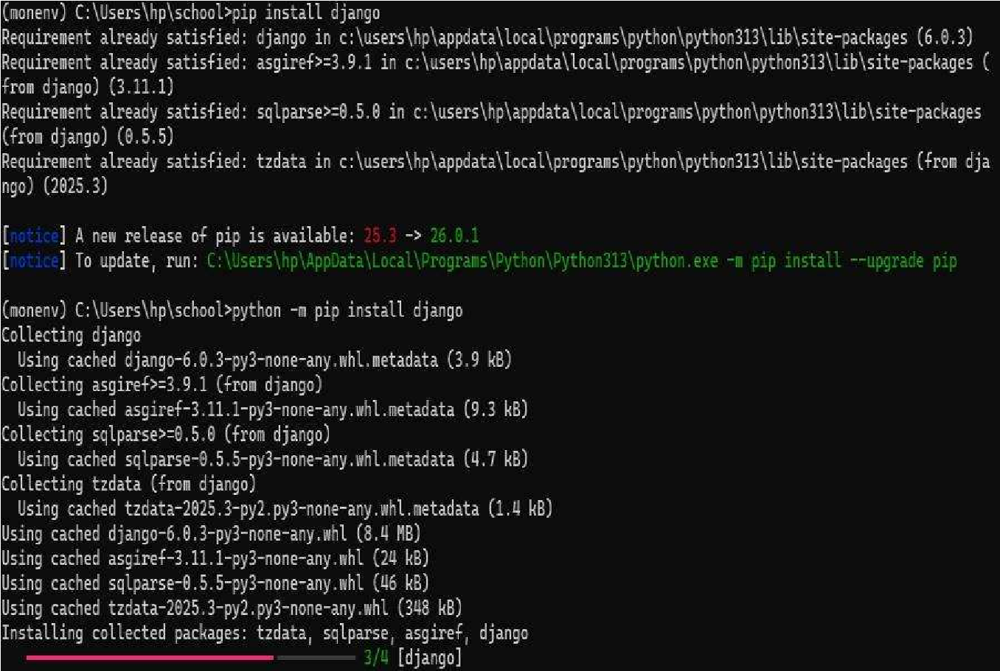 (monenv) C:\Users\hp\school>pip install django
Requirement already satisfied: django in c:\users\hp\appdata\local\programs\python\python313\lib\site-packages (6.0.3)
Requirement already satisfied: asgiref>=3.9.1 in c:\users\hp\appdata\local\programs\python\python313\lib\site-packages (
from django) (3.11.1)
Requirement already satisfied: sqlparse>=0.5.0 in c:\users\hp\appdata\local\programs\python\python313\lib\site-packages
(from django) (0.5.5)
Requirement already satisfied: tzdata in c:\users\hp\appdata\local\programs\python\python313\lib\site-packages (from dja
ngo) (2025.3)
[notice] A new release of pip is available: 25.3 -> 26.0.1
[notice] To update, run: C:\Users\hp\AppData\Local\Programs\Python\Python313\python.exe -m pip install --upgrade pip
(monenv) C:\Users\hp\school>python -m pip install django
Collecting django
  Using cached django-6.0.3-py3-none-any.whl.metadata (3.9 kB)
Collecting asgiref>=3.9.1 (from django)
  Using cached asgiref-3.11.1-py3-none-any.whl.metadata (9.3 kB)
Collecting sqlparse>=0.5.0 (from django)
  Using cached sqlparse-0.5.5-py3-none-any.whl.metadata (4.7 kB)
Collecting tzdata (from django)
  Using cached tzdata-2025.3-py2.py3-none-any.whl.metadata (1.4 kB)
Using cached django-6.0.3-py3-none-any.whl (8.4 MB)
Using cached asgiref-3.11.1-py3-none-any.whl (24 kB)
Using cached sqlparse-0.5.5-py3-none-any.whl (46 kB)
Using cached tzdata-2025.3-py2.py3-none-any.whl (348 kB)
Installing collected packages: tzdata, sqlparse, asgiref, django
3/4 [django]